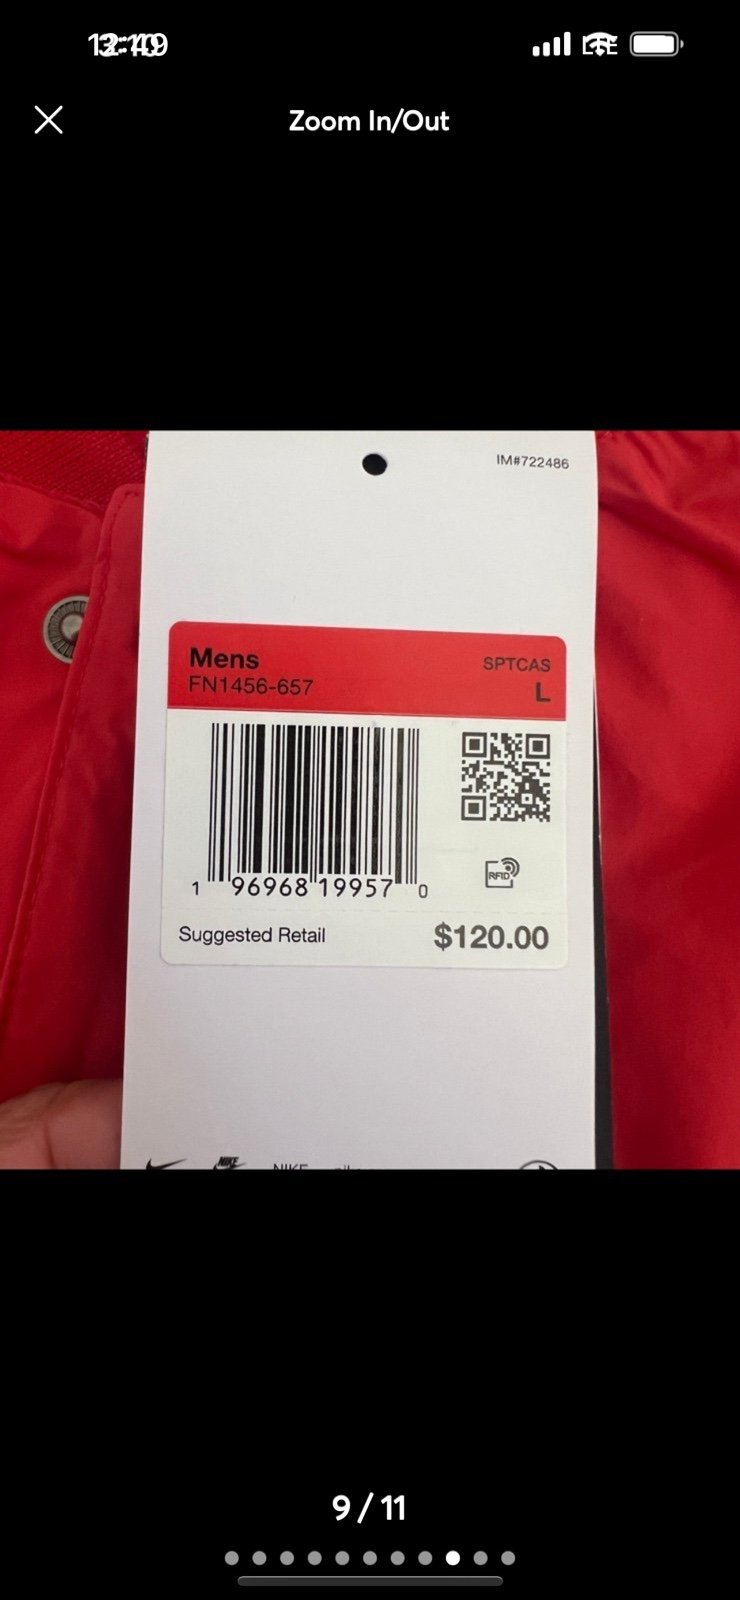 Zoom In/Out
IM#722486
Mens
SPTCAS
FN1456-657
L
RFID
1 96968 19957 0
Suggested Retail
$120.00
NIKE
9 / 11